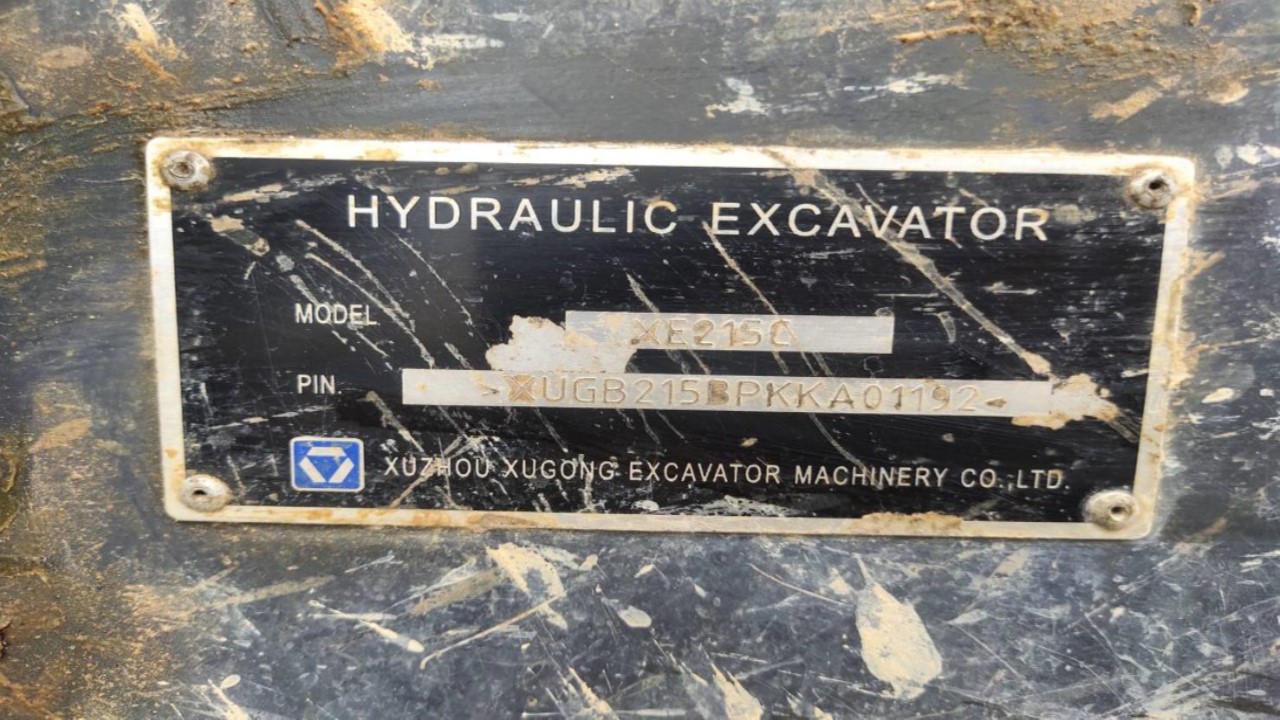 HYDRAULIC EXCAVATOR
MODEL XE215C
PIN. XUGB215BPKKA01192
XUZHOU XUGONG EXCAVATOR MACHINERY CO.,LTD.